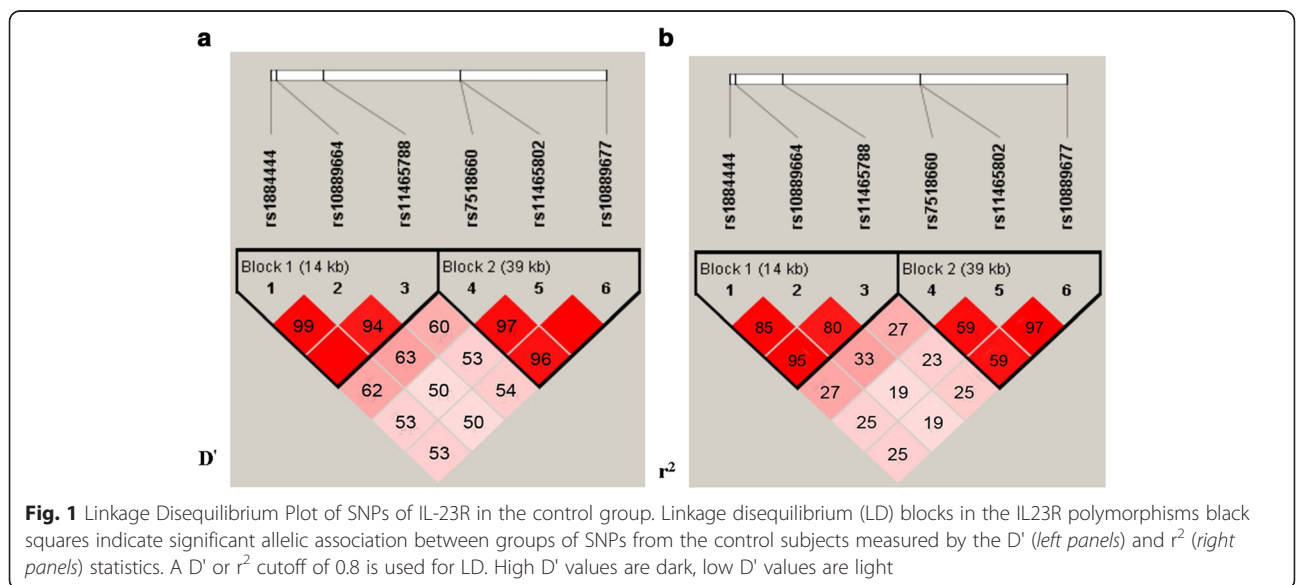 a
rs1884444
rs10889664
rs11465788
rs7518660
rs11465802
rs10889677
Block 1 (14 kb)
Block 2 (39 kb)
1 2 3 4 5 6
99 94 60 97
63 53 96
62 50 54
53 50
53
D'
b
rs1884444
rs10889664
rs11465788
rs7518660
rs11465802
rs10889677
Block 1 (14 kb)
Block 2 (39 kb)
1 2 3 4 5 6
85 80 27 59 97
95 33 23 59
27 19 25
25 19
25
r²
Fig. 1 Linkage Disequilibrium Plot of SNPs of IL-23R in the control group. Linkage disequilibrium (LD) blocks in the IL23R polymorphisms black
squares indicate significant allelic association between groups of SNPs from the control subjects measured by the D' (left panels) and r² (right
panels) statistics. A D' or r² cutoff of 0.8 is used for LD. High D' values are dark, low D' values are light